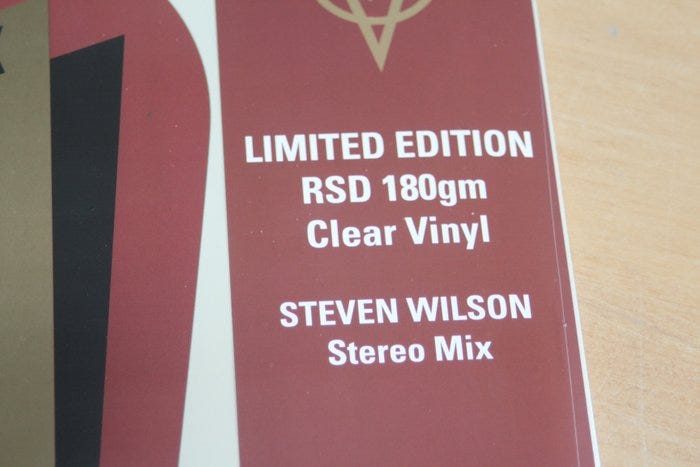 LIMITED EDITION
RSD 180gm
Clear Vinyl
STEVEN WILSON
Stereo Mix